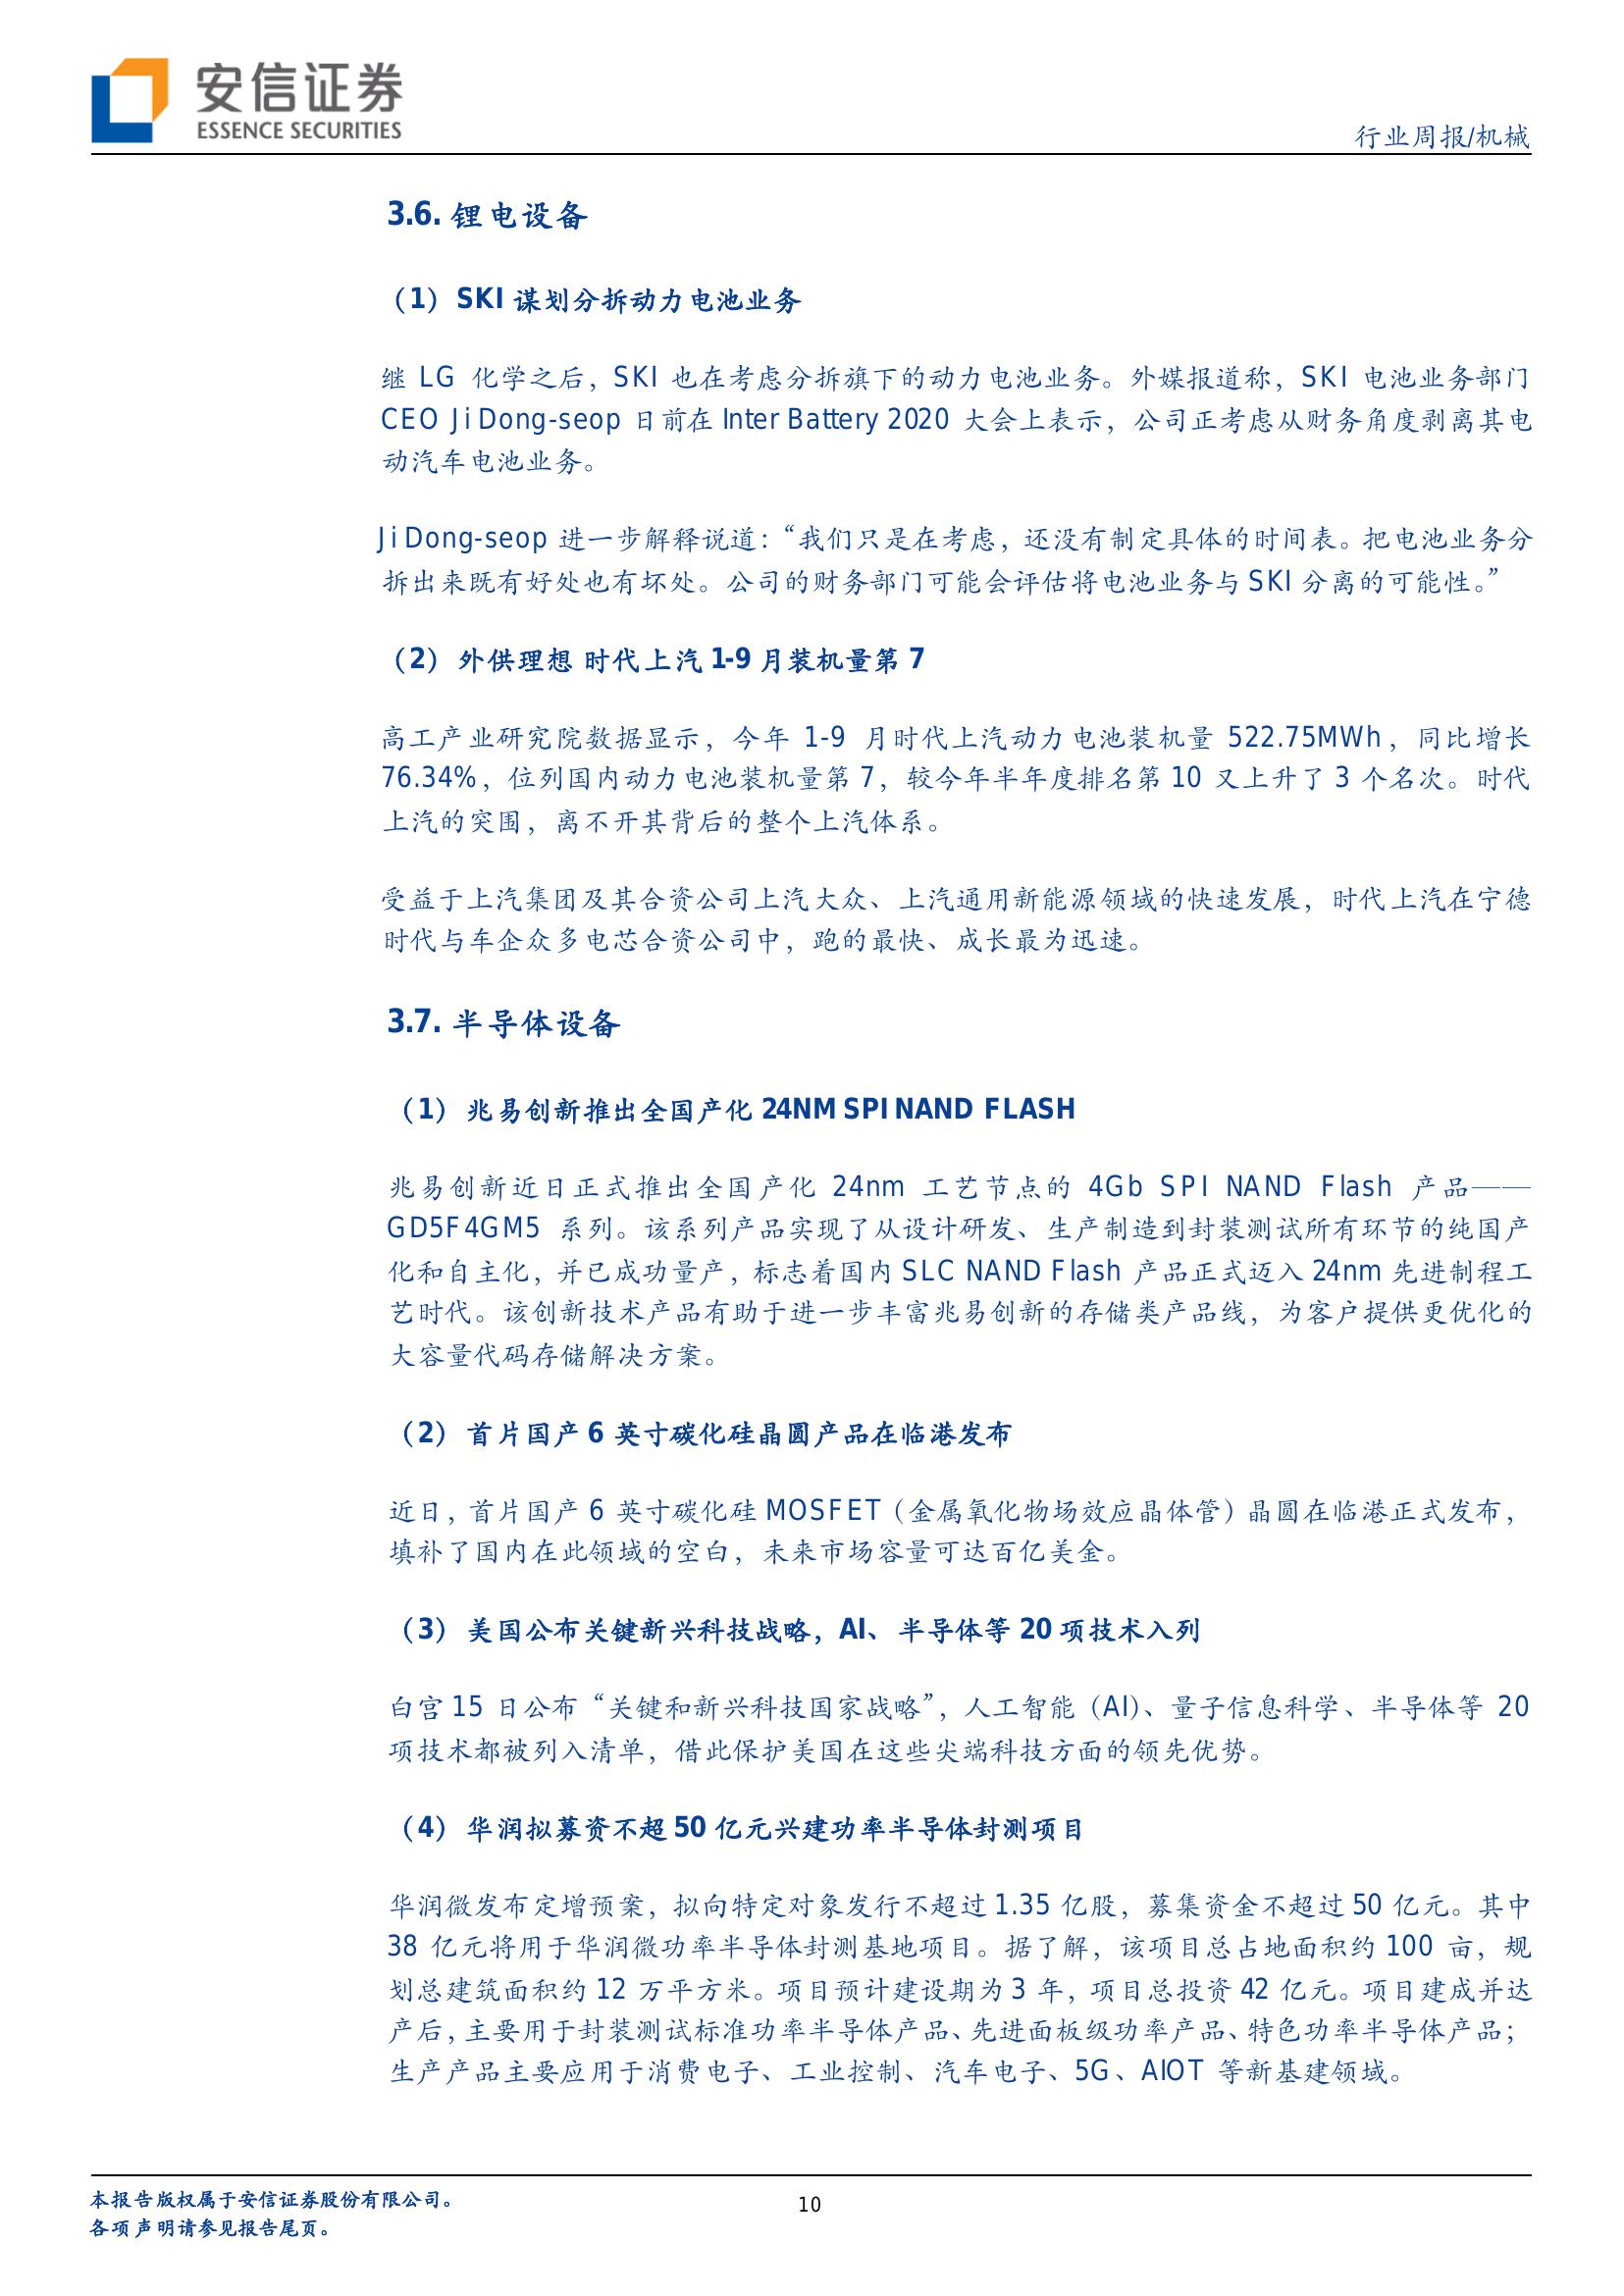 安信证券
ESSENCE SECURITIES
行业周报/机械
3.6. 锂电设备
（1）SKI 谋划分拆动力电池业务
继 LG 化学之后，SKI 也在考虑分拆旗下的动力电池业务。外媒报道称，SKI 电池业务部门
CEO Ji Dong-seop 日前在 Inter Battery 2020 大会上表示，公司正考虑从财务角度剥离其电
动汽车电池业务。
Ji Dong-seop 进一步解释说道：“我们只是在考虑，还没有制定具体的时间表。把电池业务分
拆出来既有好处也有坏处。公司的财务部门可能会评估将电池业务与 SKI 分离的可能性。”
（2）外供理想 时代上汽 1-9 月装机量第 7
高工产业研究院数据显示，今年 1-9 月时代上汽动力电池装机量 522.75MWh，同比增长
76.34%，位列国内动力电池装机量第 7，较今年半年度排名第 10 又上升了 3 个名次。时代
上汽的突围，离不开其背后的整个上汽体系。
受益于上汽集团及其合资公司上汽大众、上汽通用新能源领域的快速发展，时代上汽在宁德
时代与车企众多电芯合资公司中，跑的最快、成长最为迅速。
3.7. 半导体设备
（1）兆易创新推出全国产化 24NM SPI NAND FLASH
兆易创新近日正式推出全国产化 24nm 工艺节点的 4Gb SPI NAND Flash 产品——
GD5F4GM5 系列。该系列产品实现了从设计研发、生产制造到封装测试所有环节的纯国产
化和自主化，并已成功量产，标志着国内 SLC NAND Flash 产品正式迈入 24nm 先进制程工
艺时代。该创新技术产品有助于进一步丰富兆易创新的存储类产品线，为客户提供更优化的
大容量代码存储解决方案。
（2）首片国产 6 英寸碳化硅晶圆产品在临港发布
近日，首片国产 6 英寸碳化硅 MOSFET（金属氧化物场效应晶体管）晶圆在临港正式发布，
填补了国内在此领域的空白，未来市场容量可达百亿美金。
（3）美国公布关键新兴科技战略，AI、半导体等 20 项技术入列
白宫 15 日公布“关键和新兴科技国家战略”，人工智能（AI）、量子信息科学、半导体等 20
项技术都被列入清单，借此保护美国在这些尖端科技方面的领先优势。
（4）华润拟募资不超 50 亿元兴建功率半导体封测项目
华润微发布定增预案，拟向特定对象发行不超过 1.35 亿股，募集资金不超过 50 亿元。其中
38 亿元将用于华润微功率半导体封测基地项目。据了解，该项目总占地面积约 100 亩，规
划总建筑面积约 12 万平方米。项目预计建设期为 3 年，项目总投资 42 亿元。项目建成并达
产后，主要用于封装测试标准功率半导体产品、先进面板级功率产品、特色功率半导体产品；
生产产品主要应用于消费电子、工业控制、汽车电子、5G、AIOT 等新基建领域。
本报告版权属于安信证券股份有限公司。
各项声明请参见报告尾页。
10